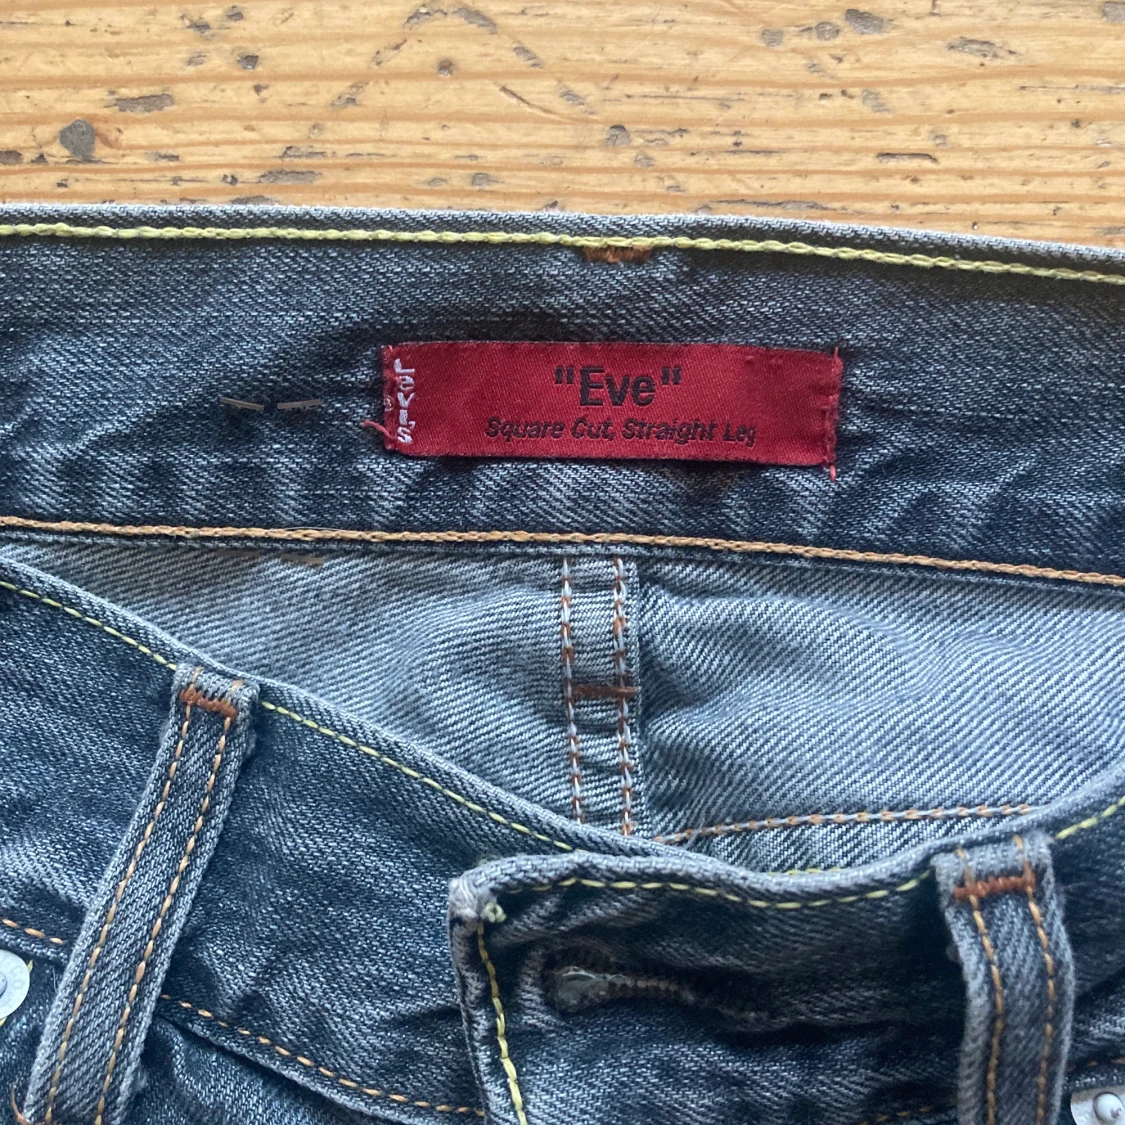 LEVI'S
"Eve"
Square Cut, Straight Leg